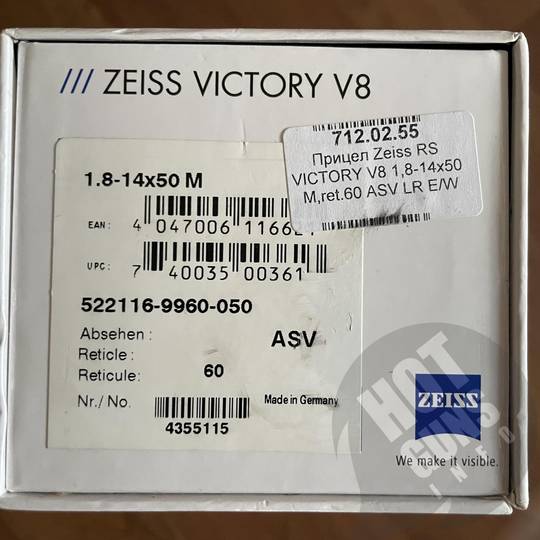 /// ZEISS VICTORY V8
712.02.55
Прицел Zeiss RS
VICTORY V8 1,8-14x50
M,ret.60 ASV LR E/W
1.8-14x50 M
EAN: 4 047006
UPC: 7 40035 00361
522116-9960-050
Absehen: ASV
Reticle:
Reticule: 60
Nr./ No. Made in Germany
4355115
ZEISS
We make it visible.
HOT
GUNS